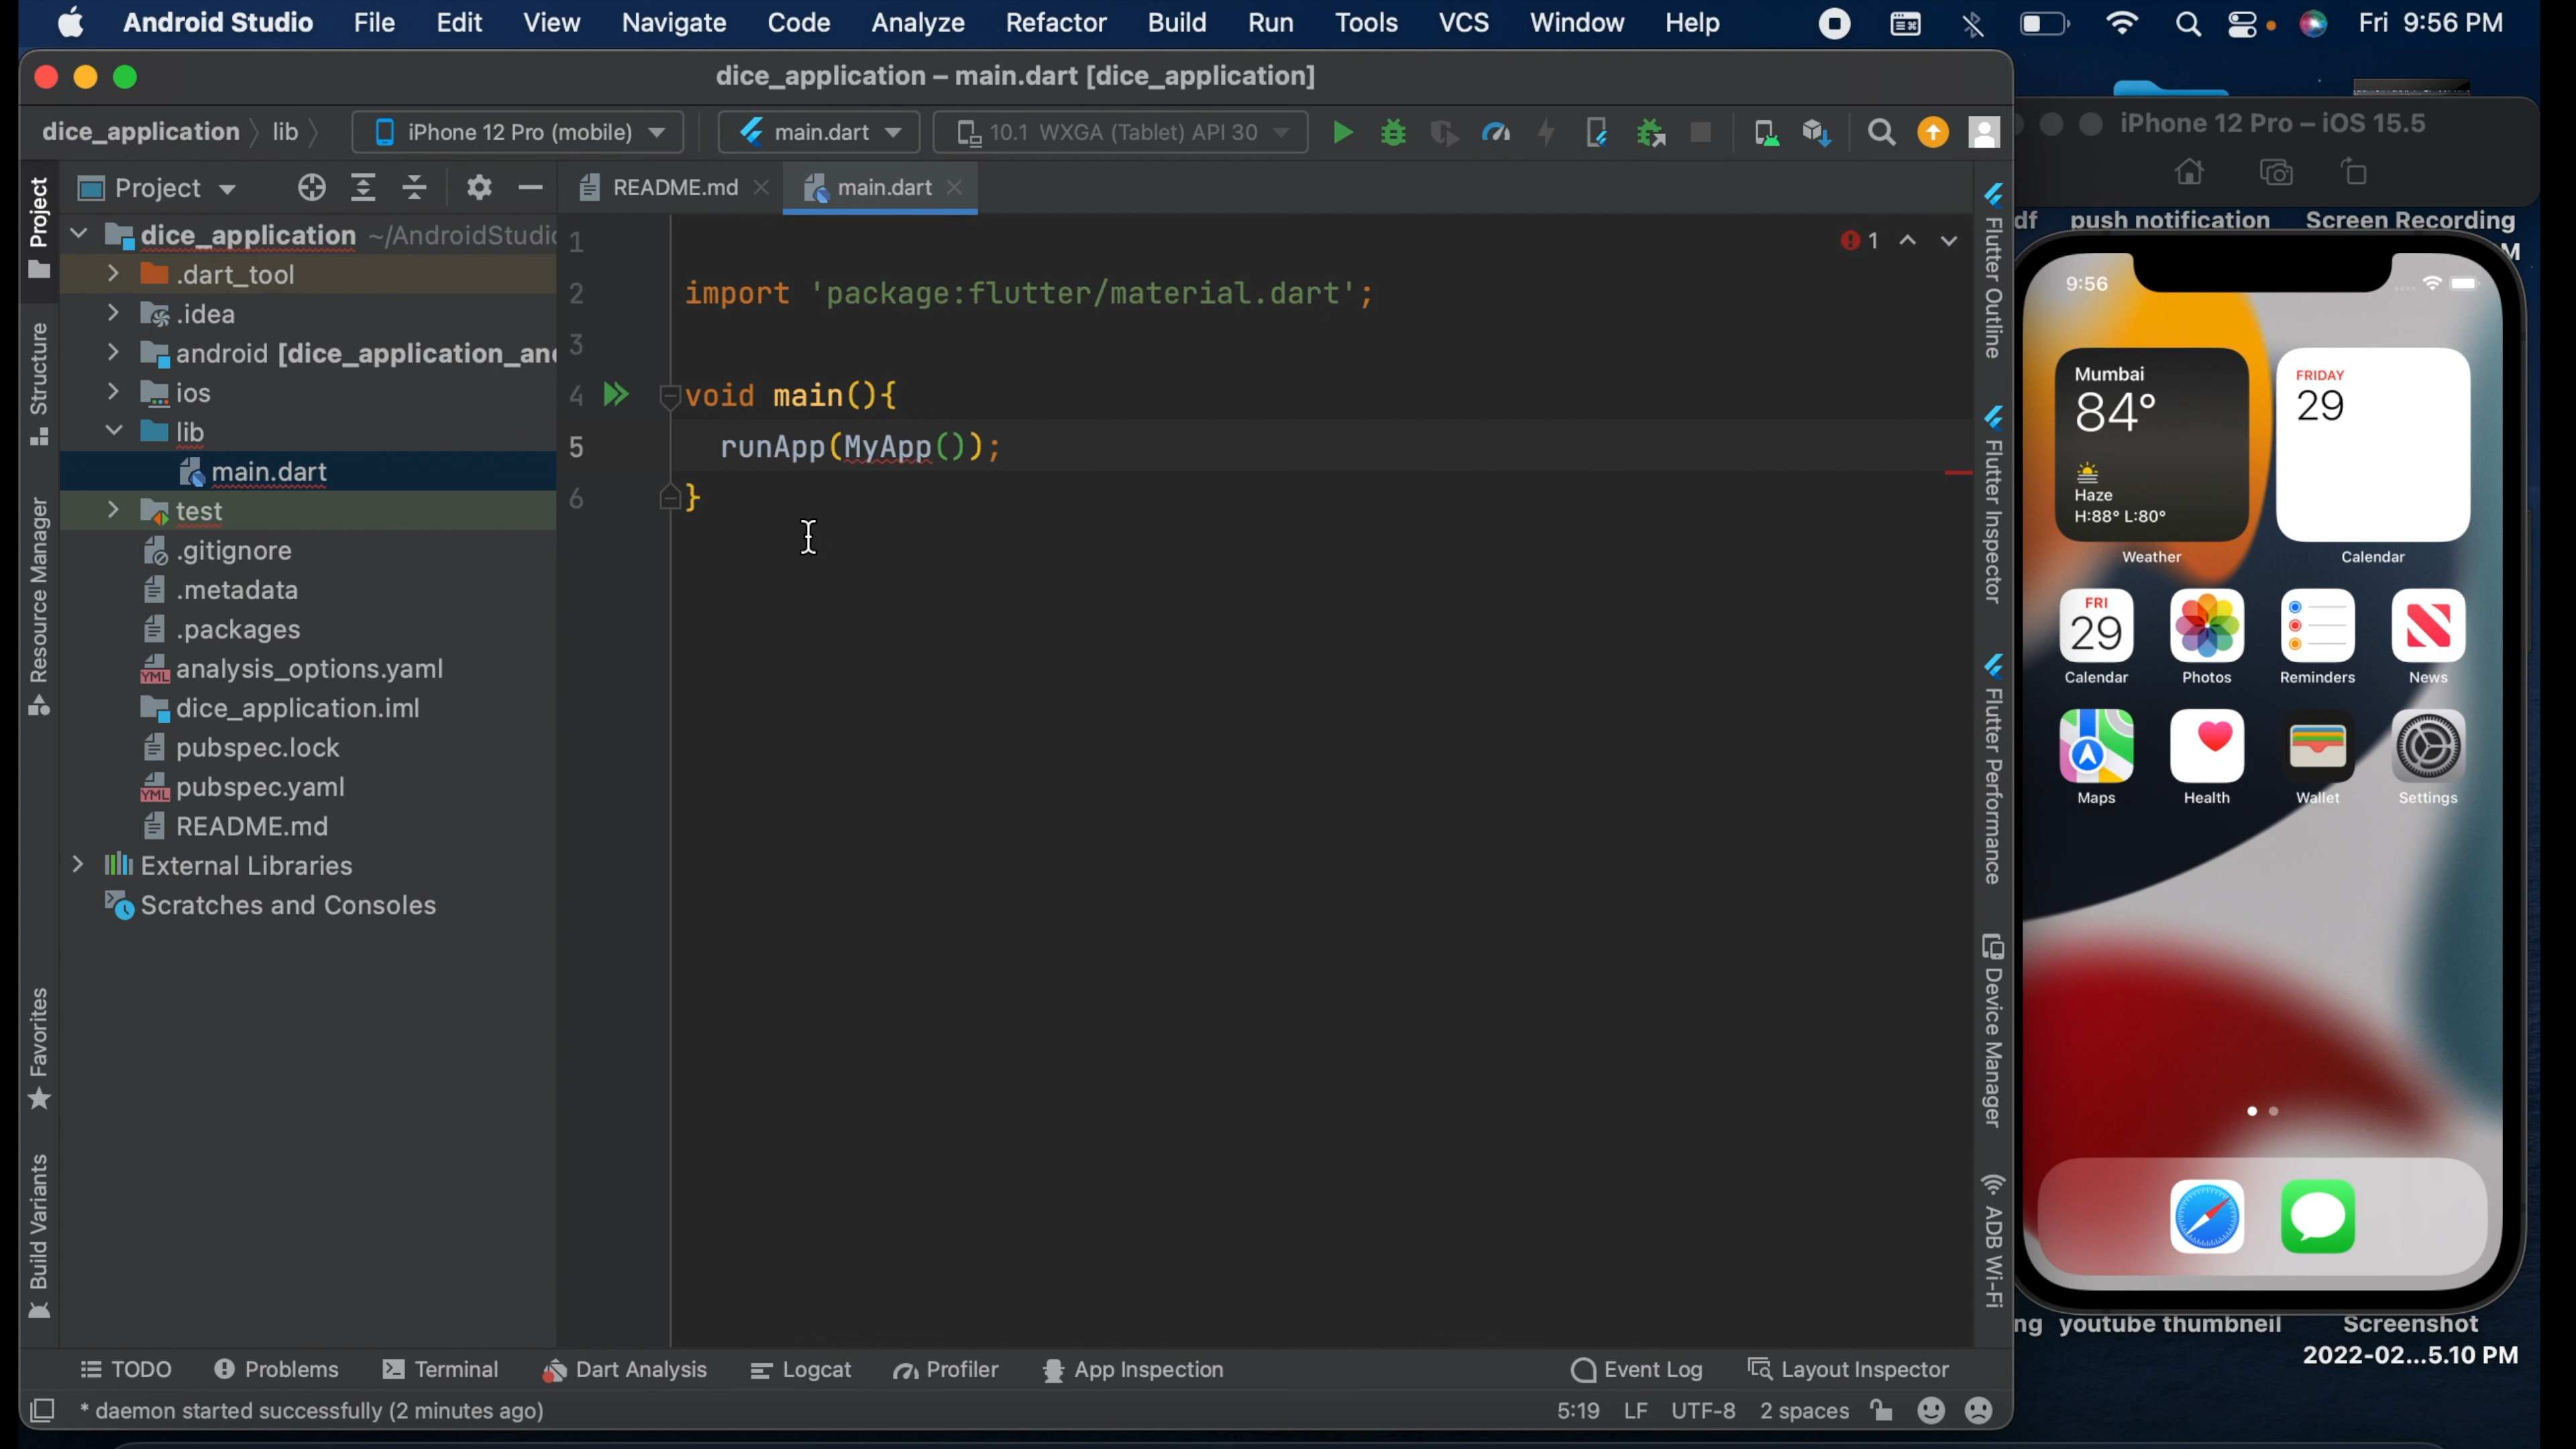 Android Studio File Edit View Navigate Code Analyze Refactor Build Run Tools VCS Window Help Fri 9:56 PM
dice_application – main.dart [dice_application]
dice_application lib iPhone 12 Pro (mobile) main.dart 10.1 WXGA (Tablet) API 30
iPhone 12 Pro – iOS 15.5
Project
README.md main.dart
Project
Structure
Resource Manager
Favorites
Build Variants
dice_application ~/AndroidStudio
.dart_tool
.idea
android [dice_application_and
ios
lib
main.dart
test
.gitignore
.metadata
.packages
YML analysis_options.yaml
dice_application.iml
pubspec.lock
YML pubspec.yaml
README.md
External Libraries
Scratches and Consoles
1
2 import 'package:flutter/material.dart';
3
4 void main(){
5 runApp(MyApp());
6 }
1
Flutter Outline
Flutter Inspector
Flutter Performance
Device Manager
ADB Wi-Fi
df push notification Screen Recording
M
9:56
Mumbai
84°
Haze
H:88° L:80°
Weather
FRIDAY
29
Calendar
FRI
29
Calendar Photos Reminders News
Maps Health Wallet Settings
ng youtube thumbneil Screenshot
2022-02...5.10 PM
TODO Problems Terminal Dart Analysis Logcat Profiler App Inspection Event Log Layout Inspector
* daemon started successfully (2 minutes ago) 5:19 LF UTF-8 2 spaces